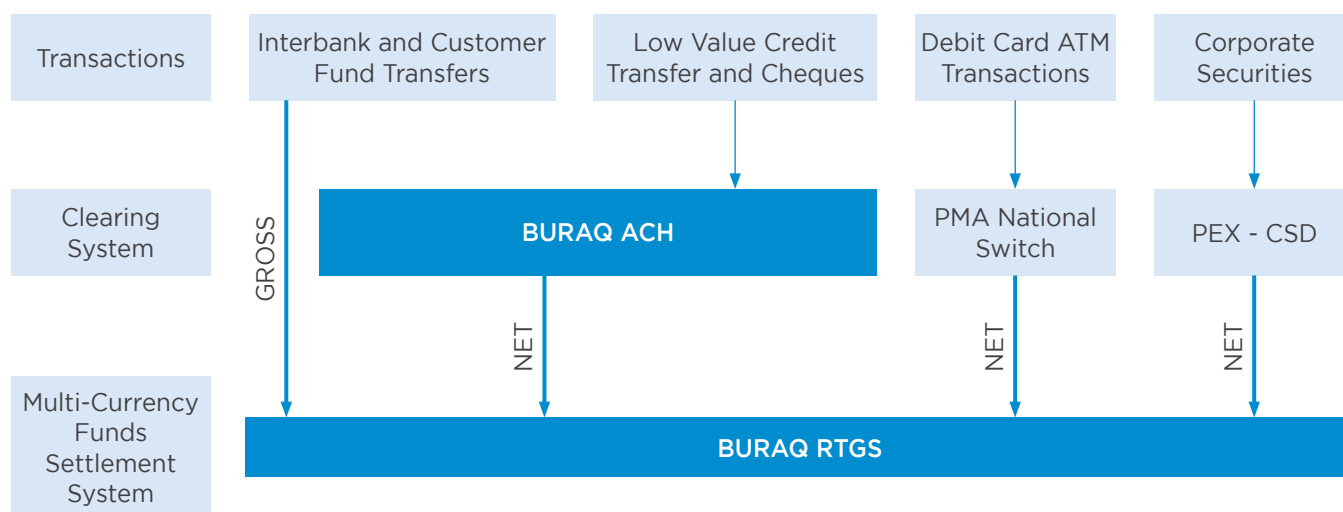 Transactions
Interbank and Customer
Fund Transfers
Low Value Credit
Transfer and Cheques
Debit Card ATM
Transactions
Corporate
Securities
Clearing
System
GROSS
BURAQ ACH
PMA National
Switch
PEX - CSD
NET
NET
NET
Multi-Currency
Funds
Settlement
System
BURAQ RTGS